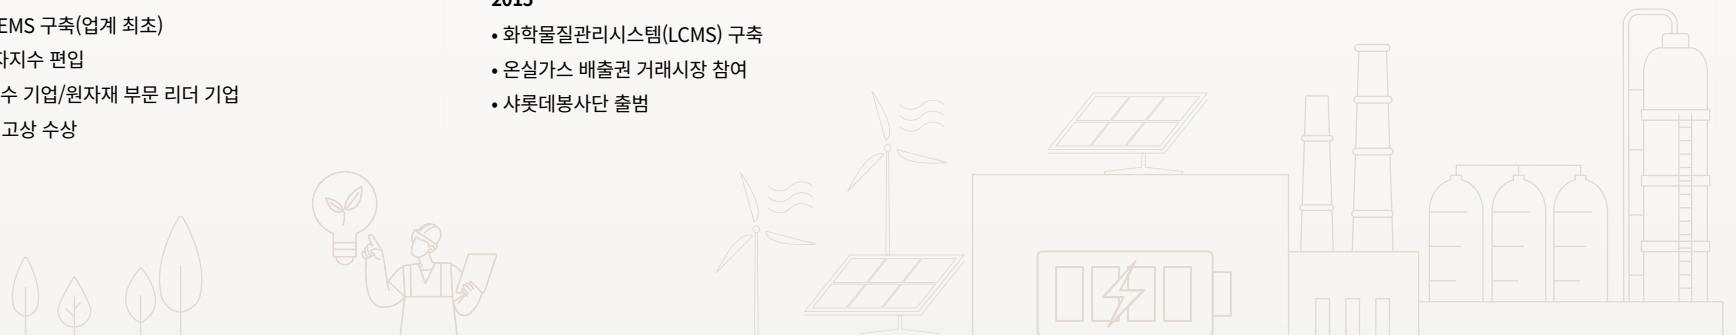 EMS 구축(업계 최초)
자지수 편입
수 기업/원자재 부문 리더 기업
고상 수상
2015
• 화학물질관리시스템(LCMS) 구축
• 온실가스 배출권 거래시장 참여
• 샤롯데봉사단 출범